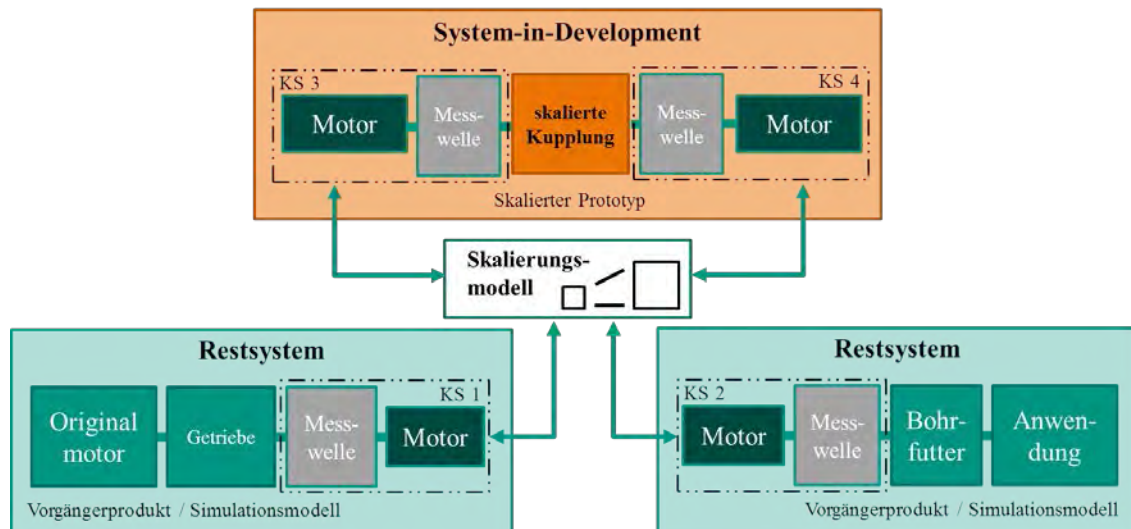 System-in-Development
KS 3
KS 4
Motor
Mess-
welle
skalierte
Kupplung
Mess-
welle
Motor
Skalierter Prototyp
Skalierungs-
modell
Restsystem
KS 1
Original
motor
Getriebe
Mess-
welle
Motor
Vorgängerprodukt / Simulationsmodell
Restsystem
KS 2
Motor
Mess-
welle
Bohr-
futter
Anwen-
dung
Vorgängerprodukt / Simulationsmodell